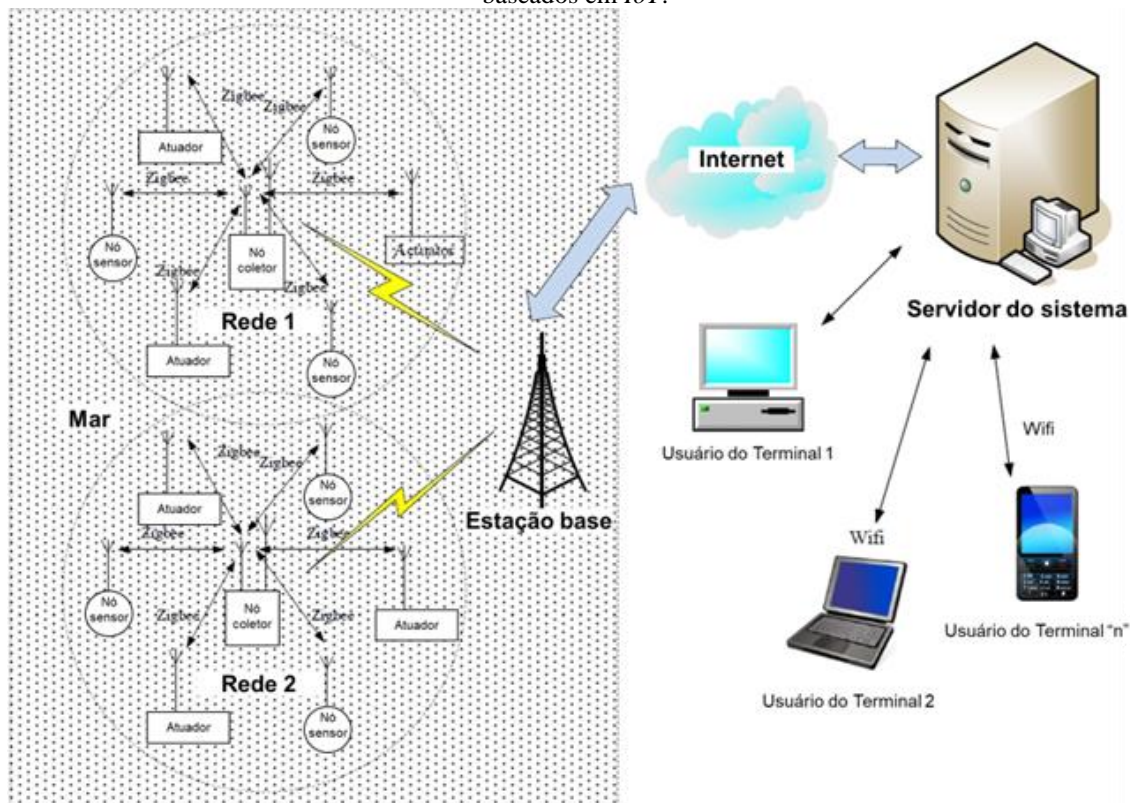 baseados em IoT.
Zigbee
Zigbee
Atuador
Nó
sensor
Zigbee
Zigbee
Nó
sensor
Nó
coletor
Zigbee
Zigbee
Rede 1
Atuador
Nó
sensor
Mar
Zigbee
Zigbee
Atuador
Nó
sensor
Zigbee
Zigbee
Nó
sensor
Nó
coletor
Atuador
Zigbee
Zigbee
Rede 2
Atuador
Nó
sensor
Estação base
Internet
Servidor do sistema
Usuário do Terminal 1
Wifi
Usuário do Terminal 2
Wifi
Usuário do Terminal "n"